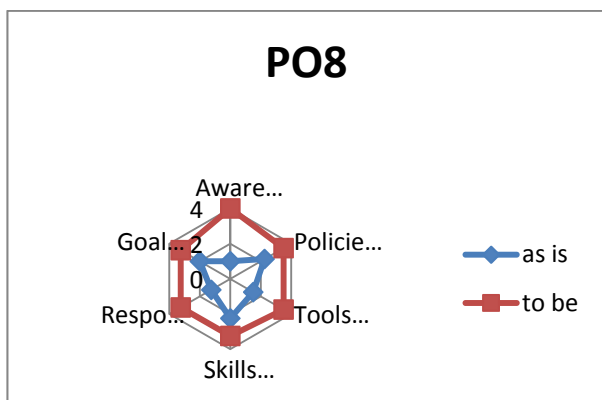 PO8
Aware...
4
Goal...
2
Policie...
0
Respo...
Tools...
Skills...
as is
to be